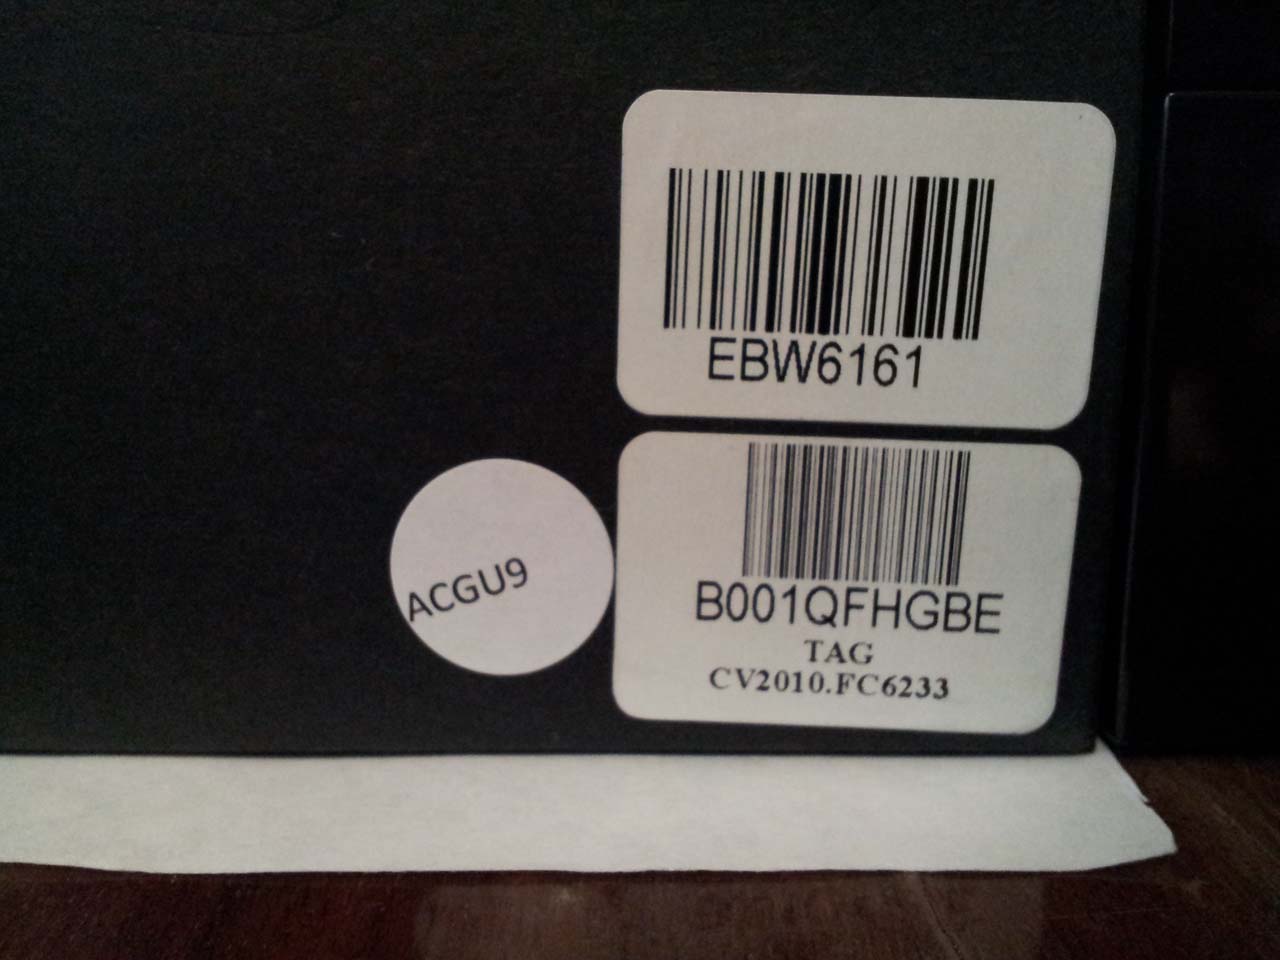 EBW6161
ACGU9
B001QFHGBE
TAG
CV2010.FC6233